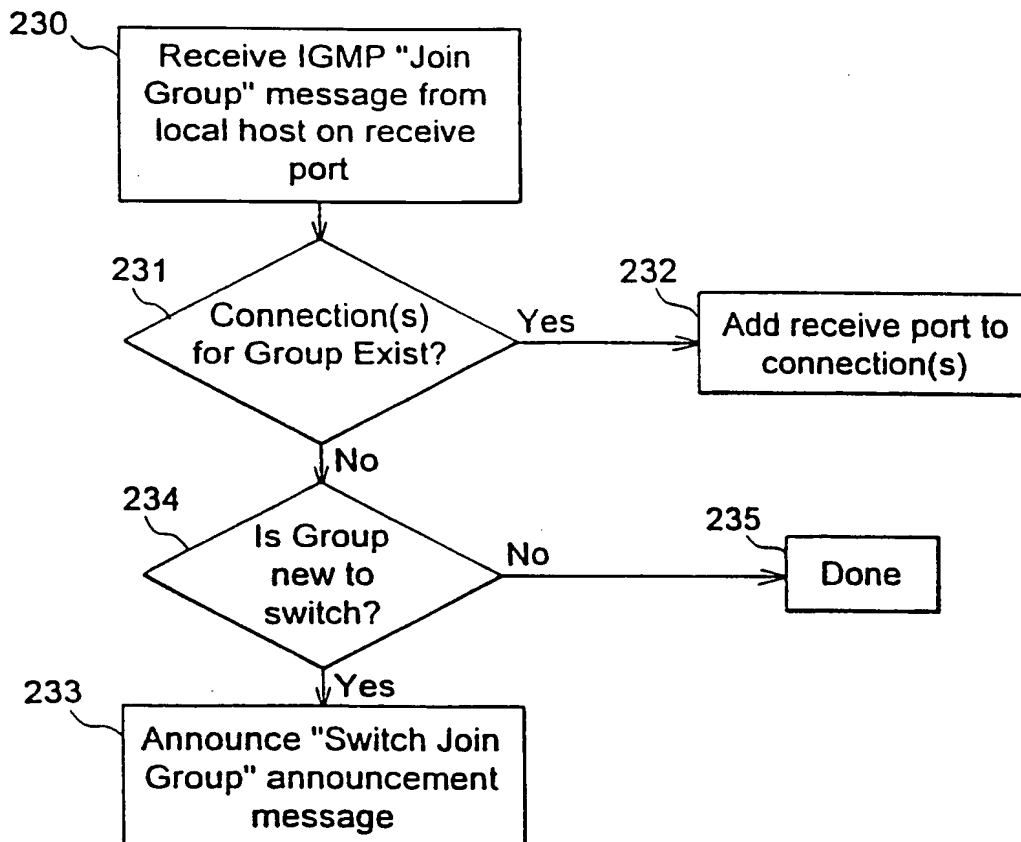 230
Receive IGMP "Join
Group" message from
local host on receive
port
231
Connection(s)
for Group Exist?
Yes
232
Add receive port to
connection(s)
No
234
Is Group
new to
switch?
No
235
Done
Yes
233
Announce "Switch Join
Group" announcement
message